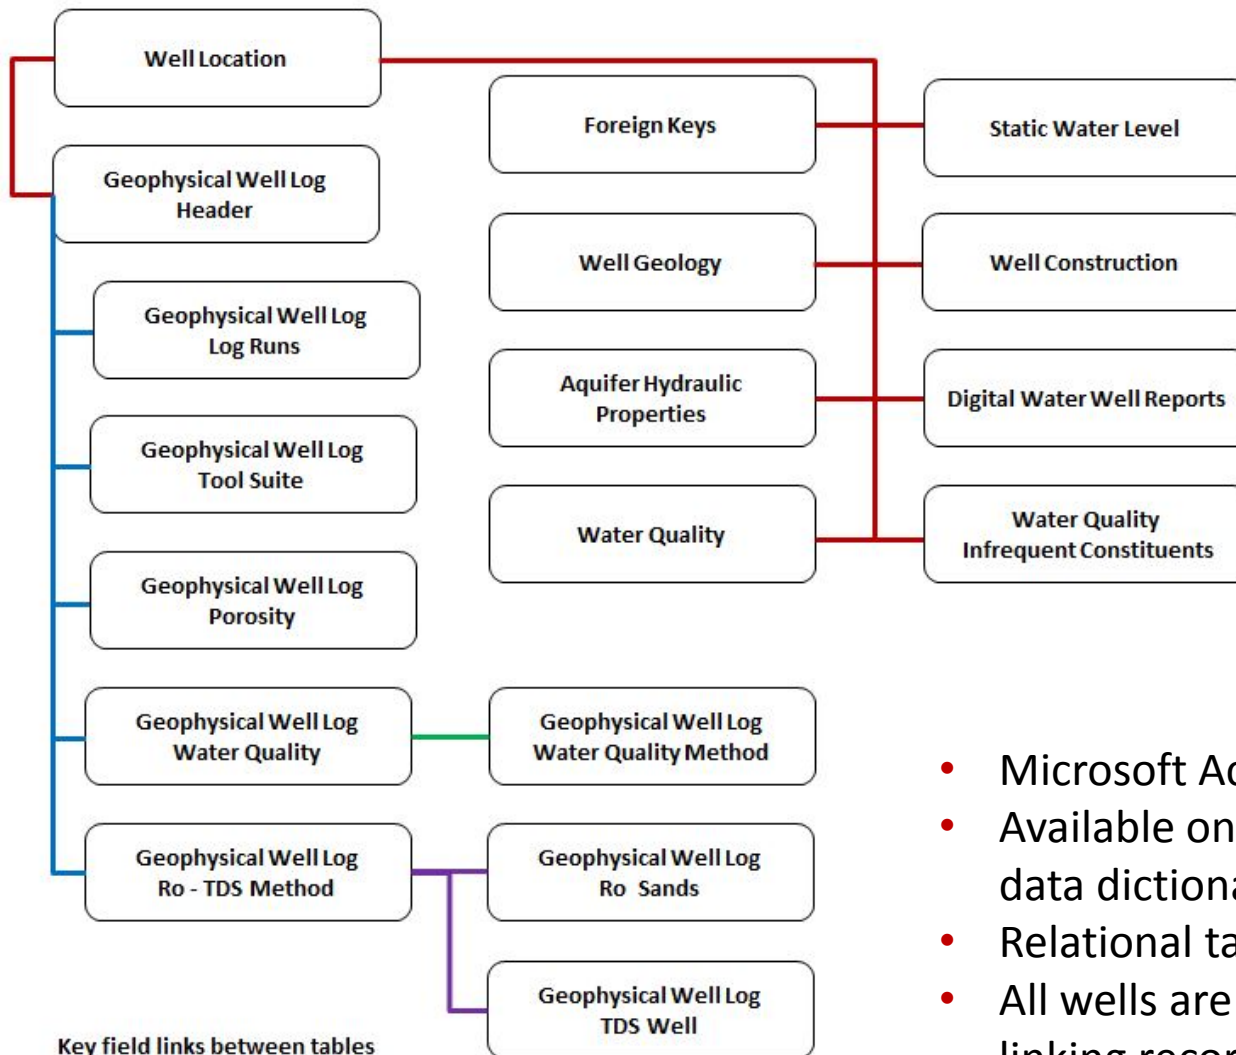 Well Location
Geophysical Well Log
Header
Geophysical Well Log
Log Runs
Geophysical Well Log
Tool Suite
Geophysical Well Log
Porosity
Geophysical Well Log
Water Quality
Geophysical Well Log
Ro - TDS Method
Key field links between tables
Foreign Keys
Well Geology
Aquifer Hydraulic
Properties
Water Quality
Geophysical Well Log
Water Quality Method
Geophysical Well Log
Ro Sands
Geophysical Well Log
TDS Well
Static Water Level
Well Construction
Digital Water Well Reports
Water Quality
Infrequent Constituents
• Microsoft
• Available on
data
• Relational
• All wells are
linking